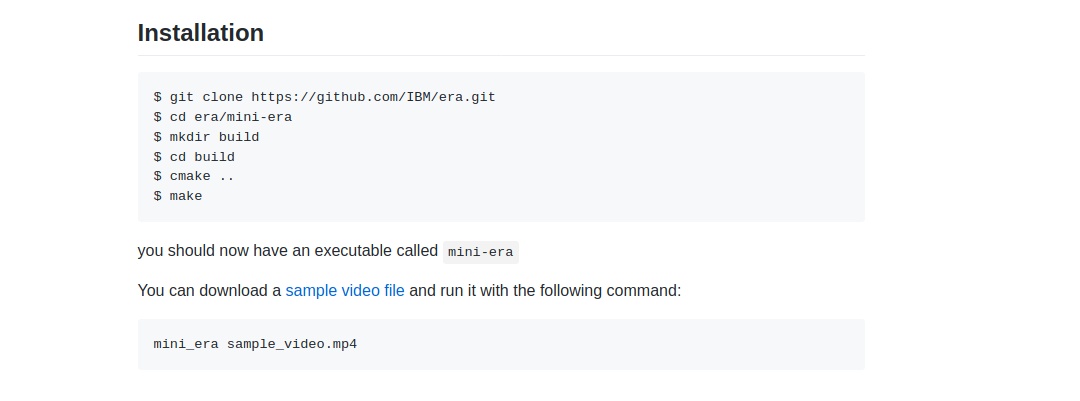 Installation
$ git clone https://github.com/IBM/era.git
$ cd era/mini-era
$ mkdir build
$ cd build
$ cmake ..
$ make
you should now have an executable called mini-era
You can download a sample video file and run it with the following command:
mini_era sample_video.mp4